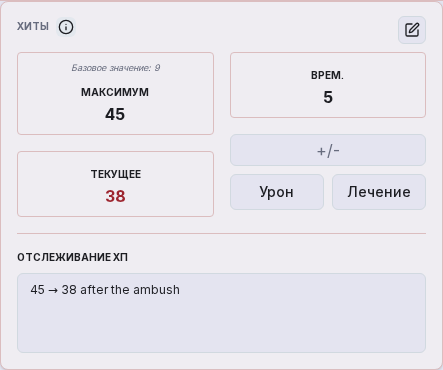 ХИТЫ
Базовое значение: 9
МАКСИМУМ
45
ВРЕМ.
5
+/-
ТЕКУЩЕЕ
38
Урон
Лечение
ОТСЛЕЖИВАНИЕ ХП
45 → 38 after the ambush